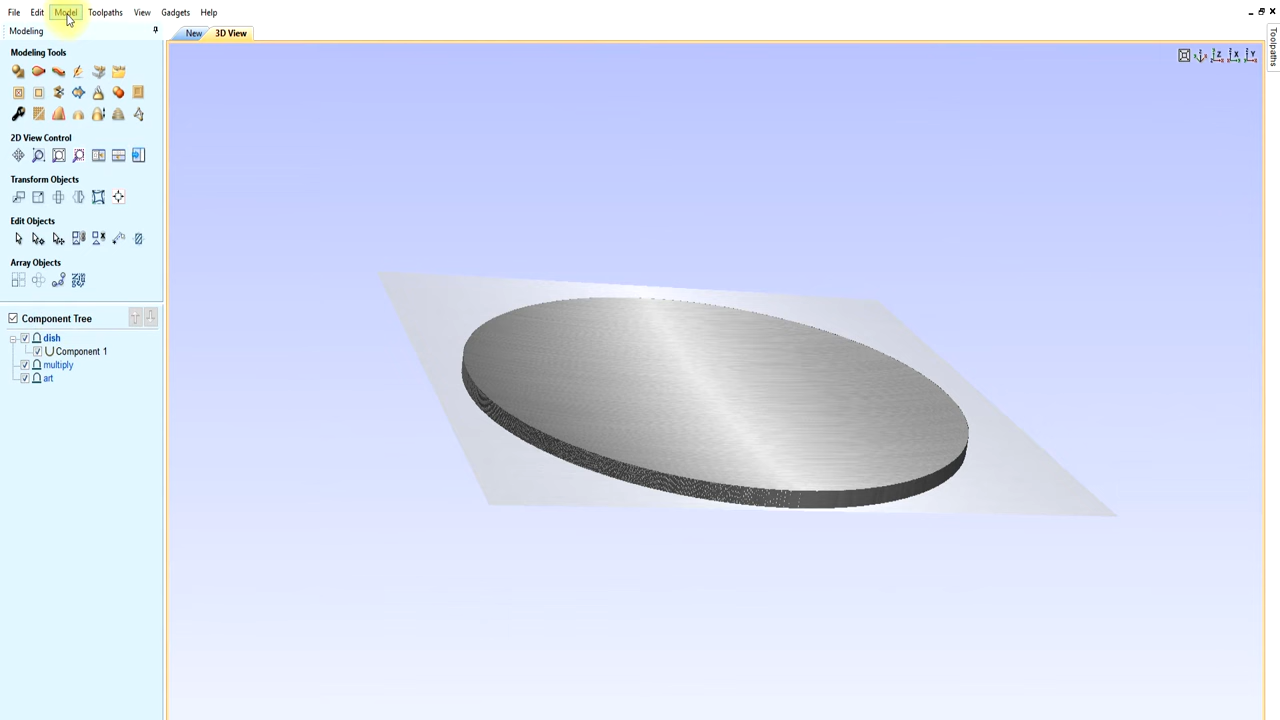 File Edit Model Toolpaths View Gadgets Help
Modeling
New 3D View
Toolpaths
Modeling Tools
2D View Control
Transform Objects
Edit Objects
Array Objects
Component Tree
dish
Component 1
multiply
art
Z X Y